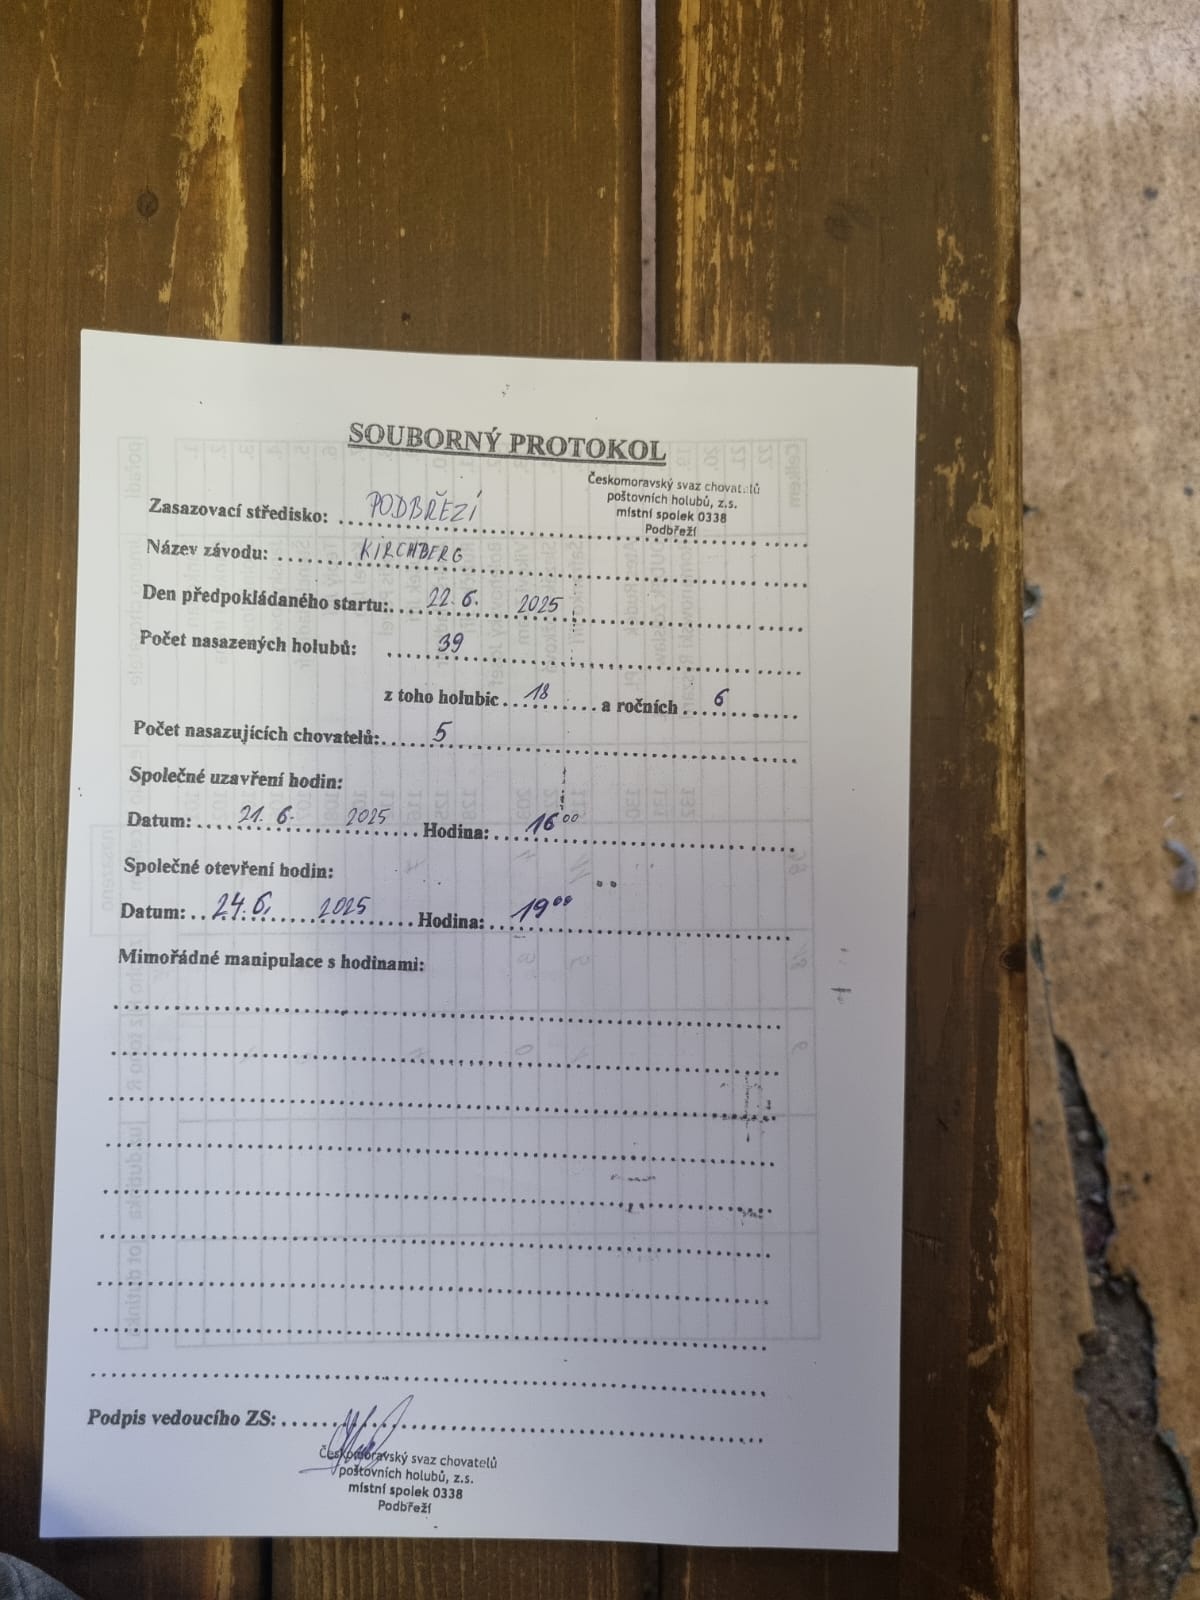 SOUBORNÝ PROTOKOL
Českomoravský svaz chovatelů
poštovních holubů, z.s.
místní spolek 0338
Podbřeží
Zasazovací středisko: PODBŘEZÍ
Název závodu: KIRCHBERG
Den předpokládaného startu: 22. 6. 2025
Počet nasazených holubů: 39
z toho holubic 18 a ročních 6
Počet nasazujících chovatelů: 5
Společné uzavření hodin:
Datum: 21. 6. 2025 Hodina: 16⁰⁰
Společné otevření hodin:
Datum: 24. 6. 2025 Hodina: 19⁰⁰
Mimořádné manipulace s hodinami:
Podpis vedoucího ZS:
Českomoravský svaz chovatelů
poštovních holubů, z.s.
místní spolek 0338
Podbřeží